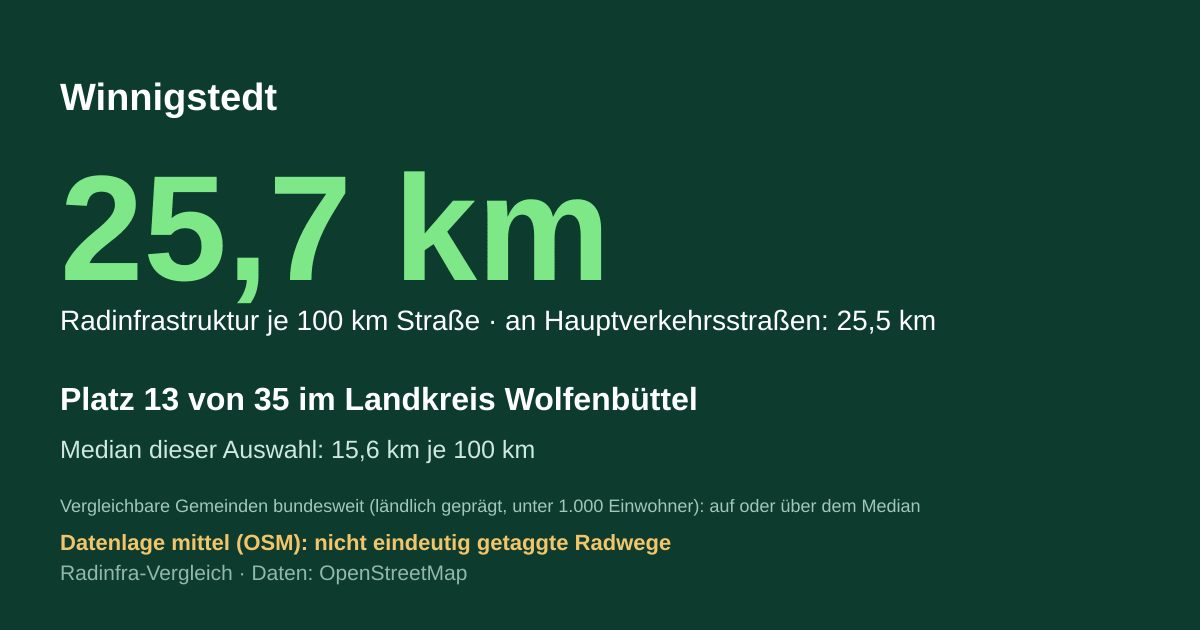 Winnigstedt
25,7 km
Radinfrastruktur je 100 km Straße · an Hauptverkehrsstraßen: 25,5 km
Platz 13 von 35 im Landkreis Wolfenbüttel
Median dieser Auswahl: 15,6 km je 100 km
Vergleichbare Gemeinden bundesweit (ländlich geprägt, unter 1.000 Einwohner): auf oder über dem Median
Datenlage mittel (OSM): nicht eindeutig getaggte Radwege
Radinfra-Vergleich · Daten: OpenStreetMap